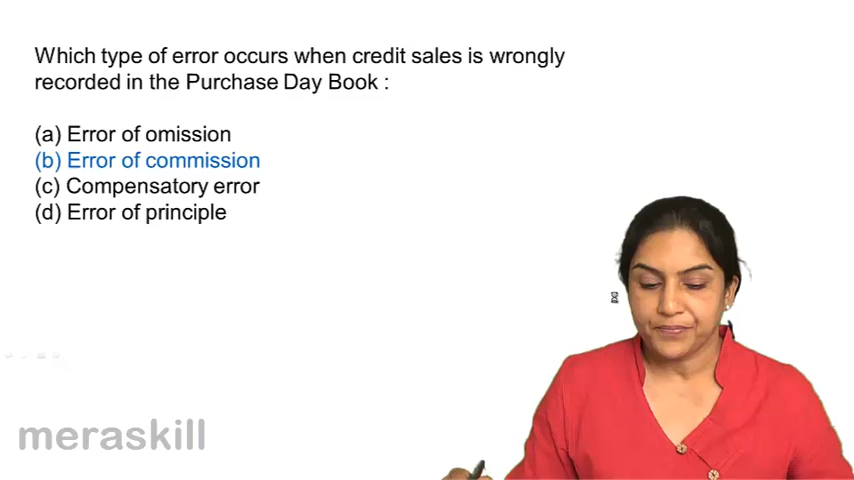 Which type of error occurs when credit sales is wrongly
recorded in the Purchase Day Book :
(a) Error of omission
(b) Error of commission
(c) Compensatory error
(d) Error of principle
meraskill